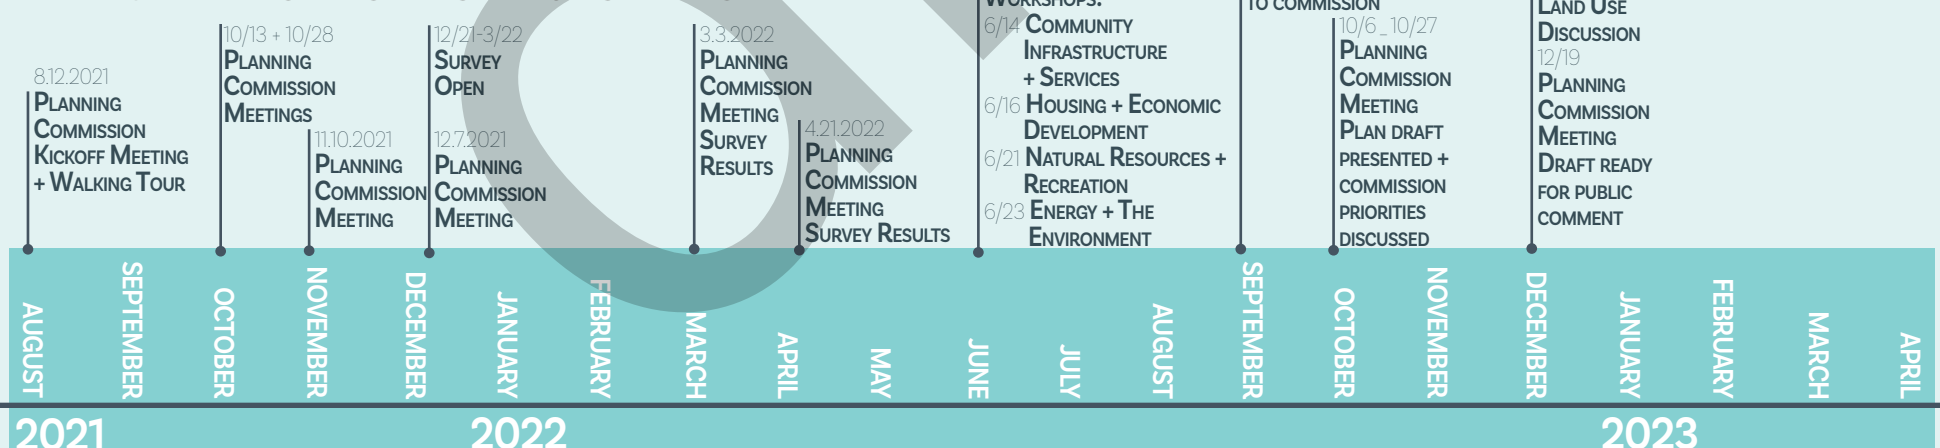 8.12.2021
PLANNING
COMMISSION
KICKOFF MEETING
+ WALKING TOUR
10/13 + 10/28
PLANNING
COMMISSION
MEETINGS
11.10.2021
PLANNING
COMMISSION
MEETING
12/21-3/22
SURVEY
OPEN
12.7.2021
PLANNING
COMMISSION
MEETING
3.3.2022
PLANNING
COMMISSION
MEETING
SURVEY
RESULTS
4.21.2022
PLANNING
COMMISSION
MEETING
SURVEY RESULTS
WORKSHOPS:
6/14 COMMUNITY
INFRASTRUCTURE
+ SERVICES
6/16 HOUSING + ECONOMIC
DEVELOPMENT
6/21 NATURAL RESOURCES +
RECREATION
6/23 ENERGY + THE
ENVIRONMENT
TO COMMISSION
10/6_10/27
PLANNING
COMMISSION
MEETING
PLAN DRAFT
PRESENTED +
COMMISSION
PRIORITIES
DISCUSSED
LAND USE
DISCUSSION
12/19
PLANNING
COMMISSION
MEETING
DRAFT READY
FOR PUBLIC
COMMENT
AUGUST
SEPTEMBER
OCTOBER
NOVEMBER
DECEMBER
JANUARY
FEBRUARY
MARCH
APRIL
MAY
JUNE
JULY
AUGUST
SEPTEMBER
OCTOBER
NOVEMBER
DECEMBER
JANUARY
FEBRUARY
MARCH
APRIL
2021
2022
2023